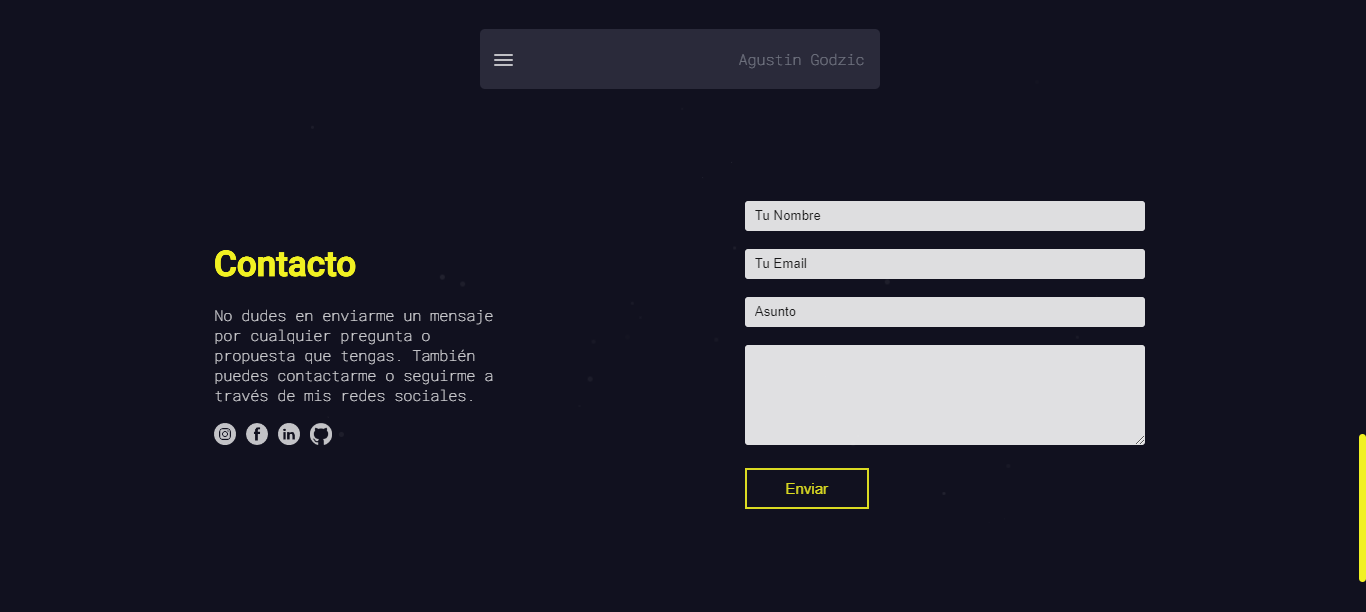 Agustin Godzic
Contacto
No dudes en enviarme un mensaje
por cualquier pregunta o
propuesta que tengas. También
puedes contactarme o seguirme a
través de mis redes sociales.
Tu Nombre
Tu Email
Asunto
Enviar